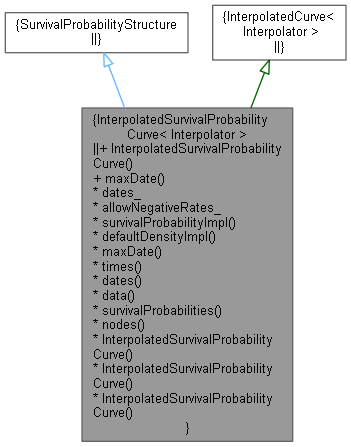 {SurvivalProbabilityStructure
||}
{InterpolatedCurve<
Interpolator >
||}
{InterpolatedSurvivalProbability
Curve< Interpolator >
||+ InterpolatedSurvivalProbability
Curve()
+ maxDate()
* dates_
* allowNegativeRates_
* survivalProbabilityImpl()
* defaultDensityImpl()
* maxDate()
* times()
* dates()
* data()
* survivalProbabilities()
* nodes()
* InterpolatedSurvivalProbability
Curve()
* InterpolatedSurvivalProbability
Curve()
* InterpolatedSurvivalProbability
Curve()
}